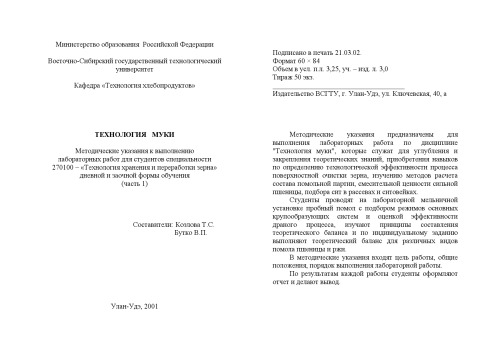 Министерство образования  Российской Федерации
Восточно-Сибирский государственный технологический
университет
Кафедра «Технология хлебопродуктов»
ТЕХНОЛОГИЯ   МУКИ
Методические указания к выполнению
лабораторных работ для студентов специальности
270100 – «Технология хранения и переработки зерна»
дневной и заочной формы обучения
(часть 1)
Составители: Козлова Т.С.
Бутко В.П.
Улан-Удэ, 2001
Подписано в печать 21.03.02.
Формат 60 × 84
Объем в усл. п.л. 3,25, уч. – изд. л. 3,0
Тираж 50 экз.
Издательство ВСГТУ, г. Улан-Удэ, ул. Ключевская, 40, а
Методические указания предназначены для
выполнения лабораторных работ по дисциплине
"Технология муки", которые служат для углубления и
закрепления теоретических знаний, приобретения навыков
по определению технологической эффективности процесса
поверхностной очистки зерна, изучению методов расчета
состава помольной партии, смесительной ценности сильной
пшеницы, подбора сит в рассевах и ситовейках.
Студенты проводят на лабораторной мельничной
установке пробный помол с подбором режимов основных
крупообразующих систем и оценкой эффективности
драного процесса, изучают принципы составления
теоретического баланса и по индивидуальному заданию
выполняют теоретический баланс для различных видов
помола пшеницы и ржи.
В методические указания входят цель работы, общие
положения, порядок выполнения лабораторной работы.
По результатам каждой работы студенты оформляют
отчет и делают вывод.